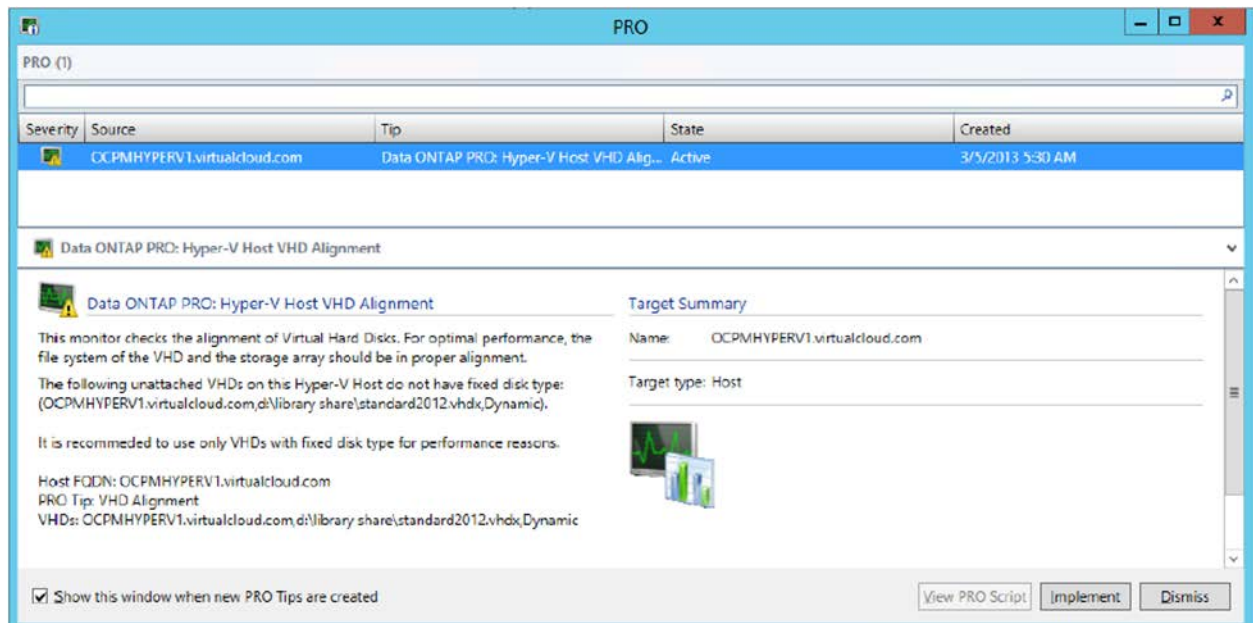 PRO
PRO (1)
Severity Source Tip State Created
OCPMHYPERV1.virtualcloud.com Data ONTAP PRO: Hyper-V Host VHD Alig... Active 3/5/2013 5:30 AM
Data ONTAP PRO: Hyper-V Host VHD Alignment
Data ONTAP PRO: Hyper-V Host VHD Alignment
This monitor checks the alignment of Virtual Hard Disks. For optimal performance, the
file system of the VHD and the storage array should be in proper alignment.
The following unattached VHDs on this Hyper-V Host do not have fixed disk type:
(OCPMHYPERV1.virtualcloud.com,d:\library share\standard2012.vhdx,Dynamic).
It is recommeded to use only VHDs with fixed disk type for performance reasons.
Host FQDN: OCPMHYPERV1.virtualcloud.com
PRO Tip: VHD Alignment
VHDs: OCPMHYPERV1.virtualcloud.com,d:\library share\standard2012.vhdx,Dynamic
Target Summary
Name: OCPMHYPERV1.virtualcloud.com
Target type: Host
Show this window when new PRO Tips are created
View PRO Script Implement Dismiss